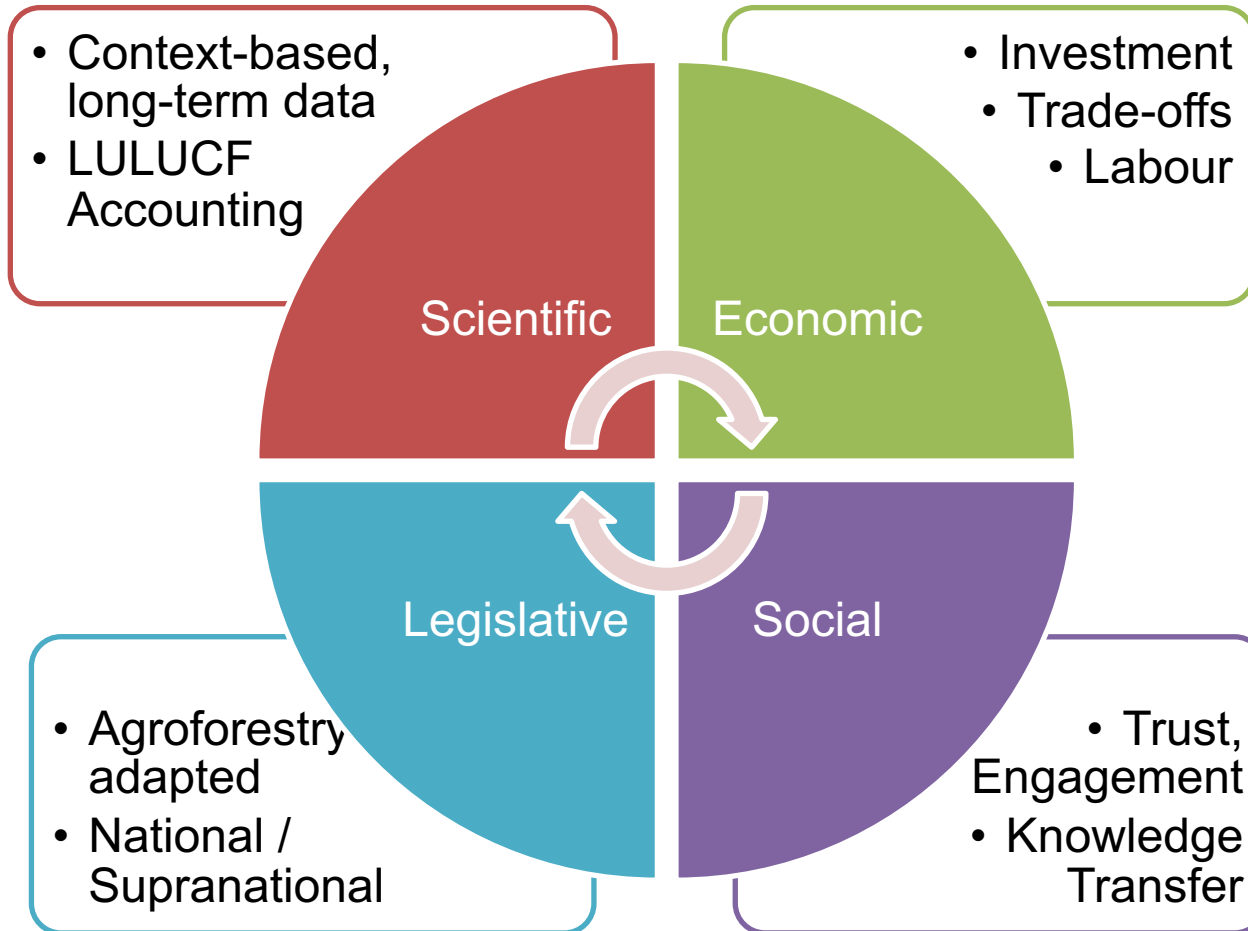 • Context-based,
long-term data
• LULUCF
Accounting
• Investment
• Trade-offs
• Labour
Scientific
Economic
Legislative
Social
• Agroforestry
adapted
• National /
Supranational
• Trust,
Engagement
• Knowledge
Transfer